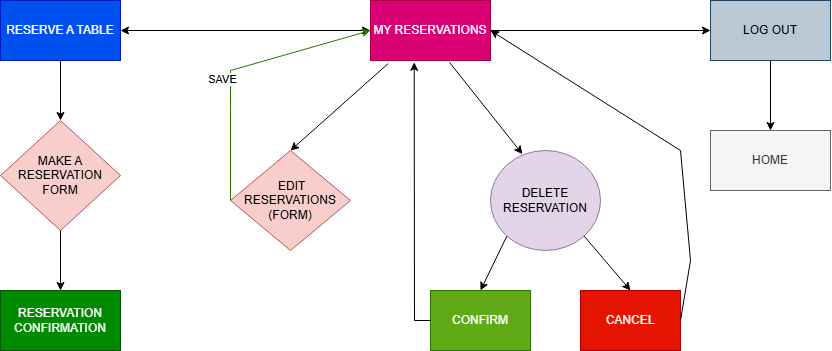 RESERVE A TABLE
MY RESERVATIONS
LOG OUT
SAVE
MAKE A
RESERVATION
FORM
EDIT
RESERVATIONS
(FORM)
DELETE
RESERVATION
HOME
RESERVATION
CONFIRMATION
CONFIRM
CANCEL